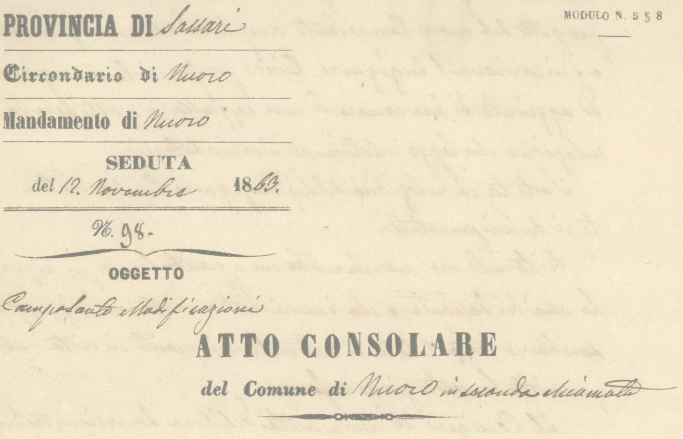 MODULO N. 5 § 8
PROVINCIA DI Sassari
Circondario di Nuoro
Mandamento di Nuoro
SEDUTA
del 12. Novembre 1863.
N. 98.
OGGETTO
Camposanto Modificazioni
ATTO CONSOLARE
del Comune di Nuoro in seconda chiamata